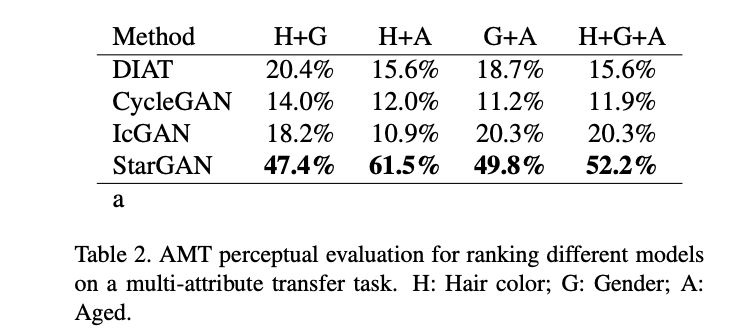 Method H+G H+A G+A H+G+A
DIAT 20.4% 15.6% 18.7% 15.6%
CycleGAN 14.0% 12.0% 11.2% 11.9%
IcGAN 18.2% 10.9% 20.3% 20.3%
StarGAN 47.4% 61.5% 49.8% 52.2%
a
Table 2. AMT perceptual evaluation for ranking different models
on a multi-attribute transfer task. H: Hair color; G: Gender; A:
Aged.